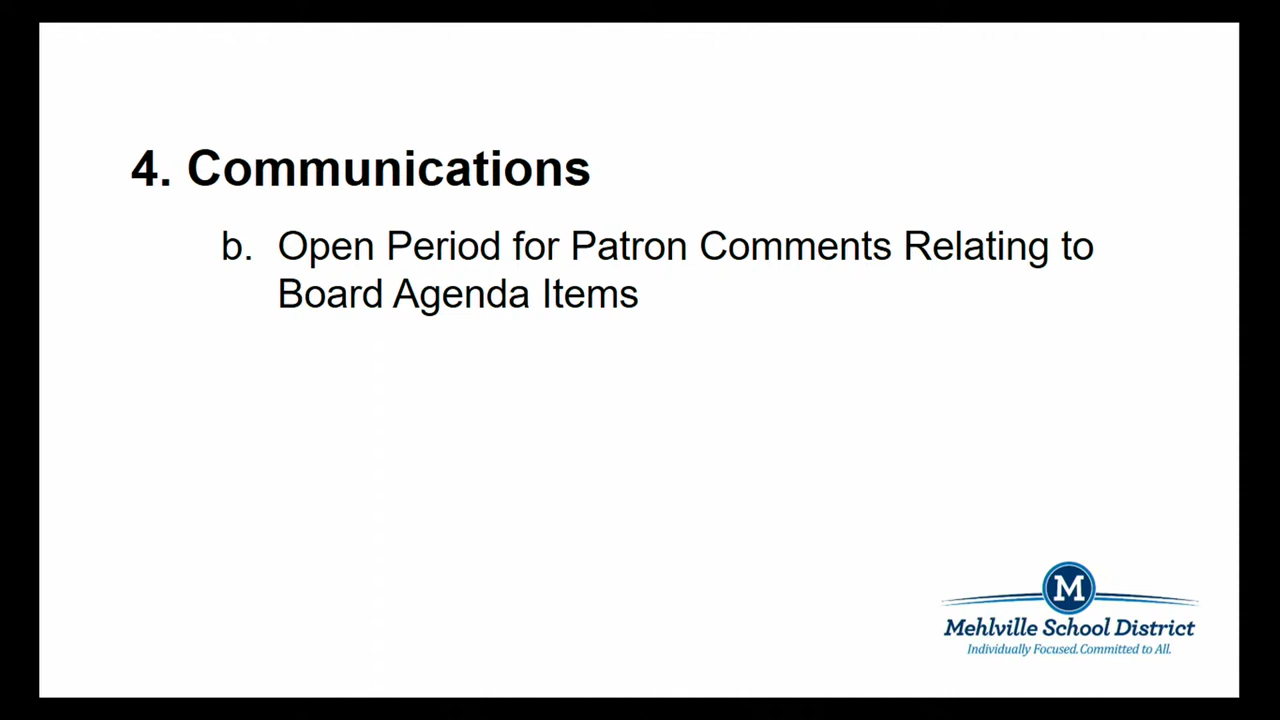 4. Communications
b. Open Period for Patron Comments Relating to
Board Agenda Items
M
Mehlville School District
Individually Focused. Committed to All.